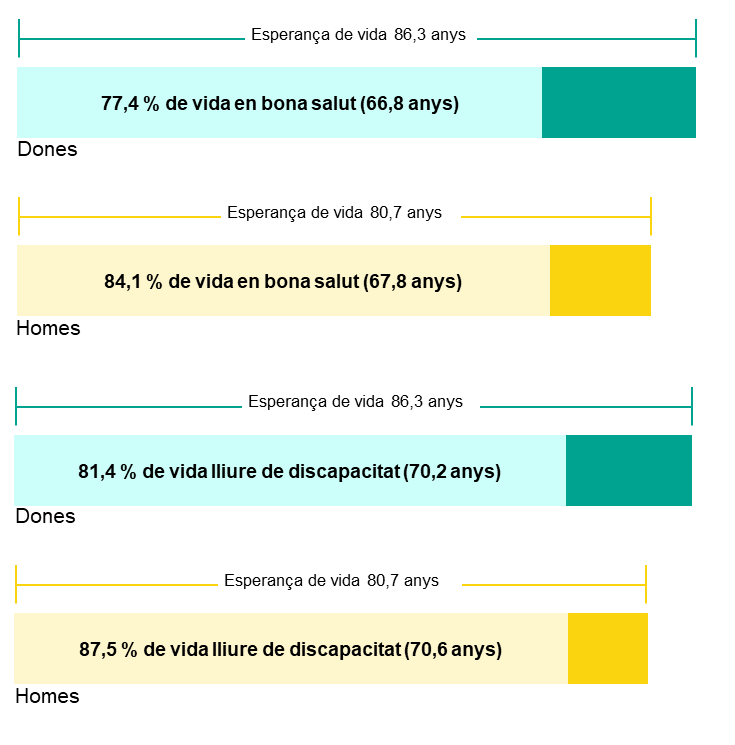 Esperança de vida 86,3 anys
77,4 % de vida en bona salut (66,8 anys)
Dones
Esperança de vida 80,7 anys
84,1 % de vida en bona salut (67,8 anys)
Homes
Esperança de vida 86,3 anys
81,4 % de vida lliure de discapacitat (70,2 anys)
Dones
Esperança de vida 80,7 anys
87,5 % de vida lliure de discapacitat (70,6 anys)
Homes